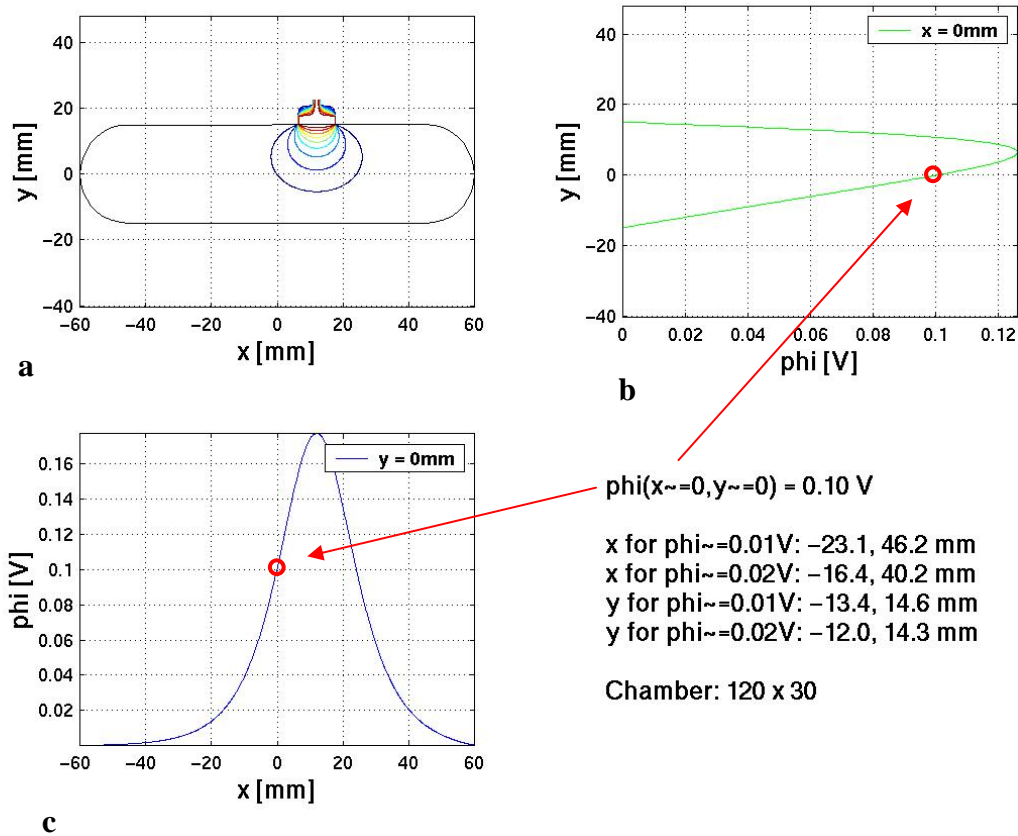 40
20
0
−20
−40
y [mm]
−60
−40
−20
0
20
40
60
x [mm]
a
x = 0mm
40
20
0
−20
−40
y [mm]
0
0.02
0.04
0.06
0.08
0.1
0.12
phi [V]
b
y = 0mm
0.16
0.14
0.12
0.1
0.08
0.06
0.04
0.02
phi [V]
−60
−40
−20
0
20
40
60
x [mm]
c
phi(x~=0,y~=0) = 0.10 V
x for phi~=0.01V: −23.1, 46.2 mm
x for phi~=0.02V: −16.4, 40.2 mm
y for phi~=0.01V: −13.4, 14.6 mm
y for phi~=0.02V: −12.0, 14.3 mm
Chamber: 120 x 30